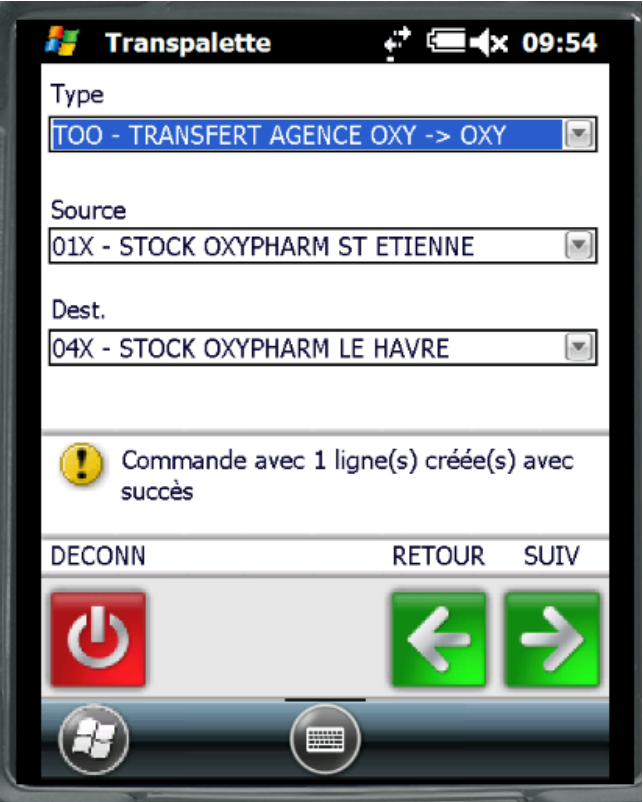 Transpalette 09:54
Type
TOO - TRANSFERT AGENCE OXY -> OXY
Source
01X - STOCK OXYPHARM ST ETIENNE
Dest.
04X - STOCK OXYPHARM LE HAVRE
Commande avec 1 ligne(s) créée(s) avec
succès
DECONN RETOUR SUIV